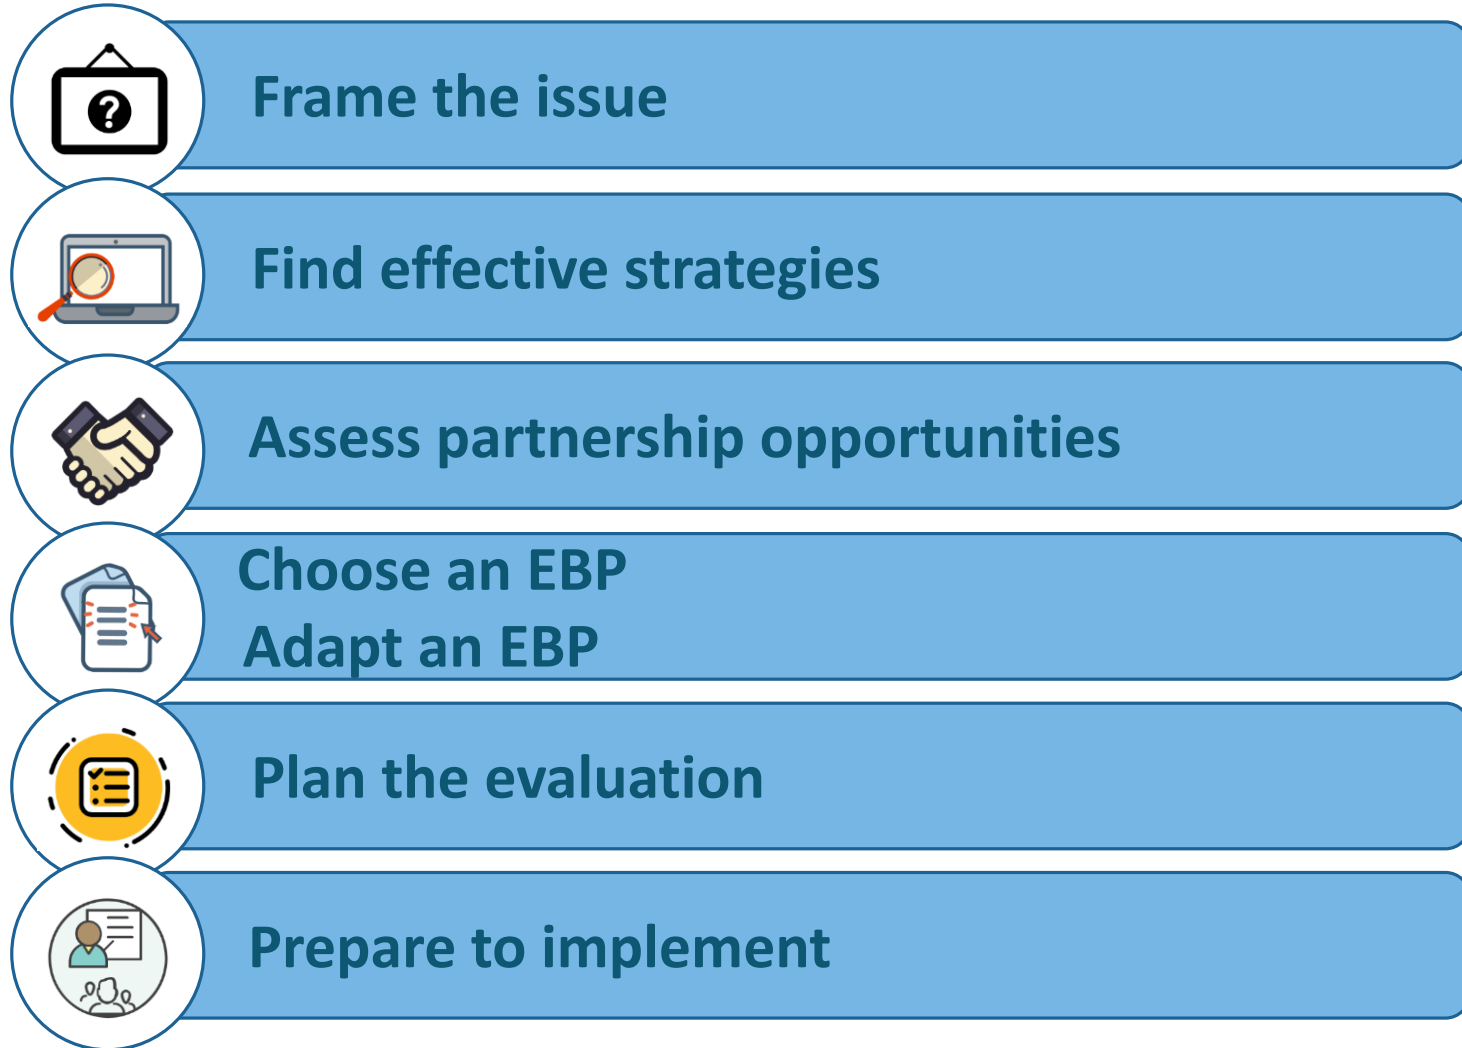 Frame the issue
Find effective strategies
Assess partnership opportunities
Choose an EBP
Adapt an EBP
Plan the evaluation
Prepare to implement